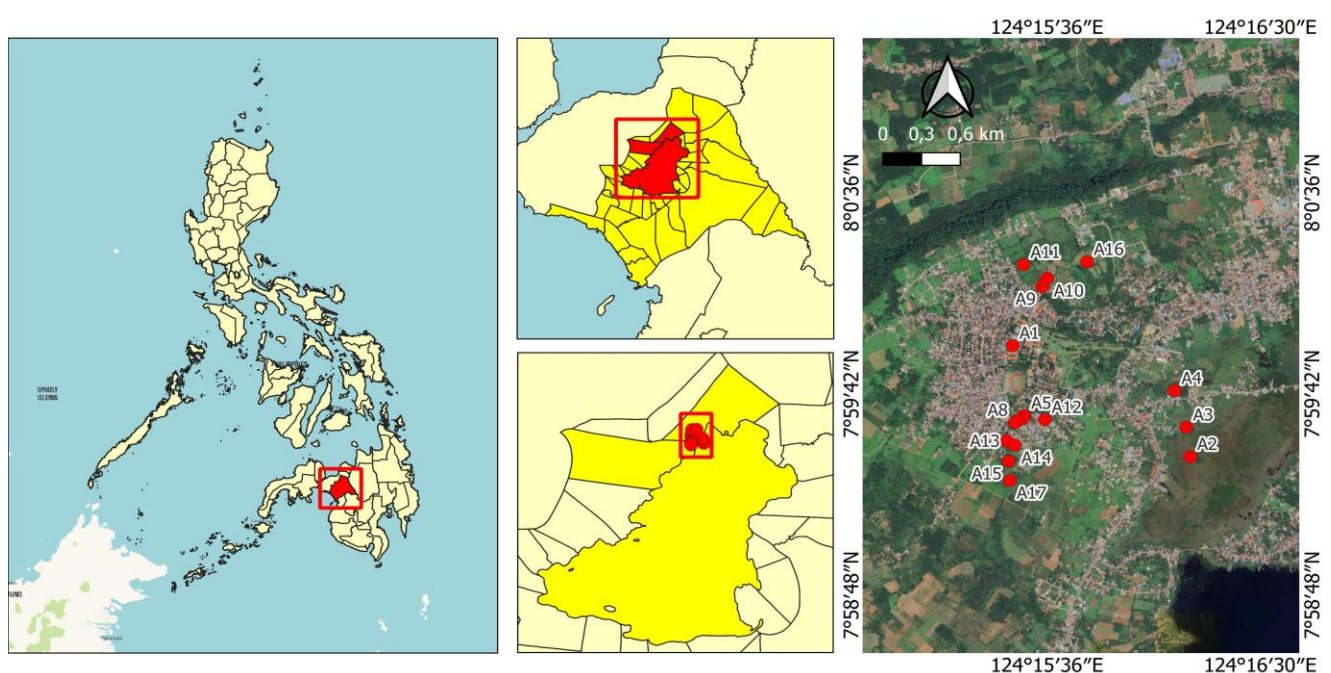 124°15’36”E 124°16’30”E
0 0,3 0,6 km
8°0’36”N
8°0’36”N
A11
A16
A10
A9
A1
7°59’42”N
7°59’42”N
A4
A5
A8
A12
A3
A13
A2
A14
A15
A17
7°58’48”N
7°58’48”N
124°15’36”E 124°16’30”E
SPRATLY
ISLANDS